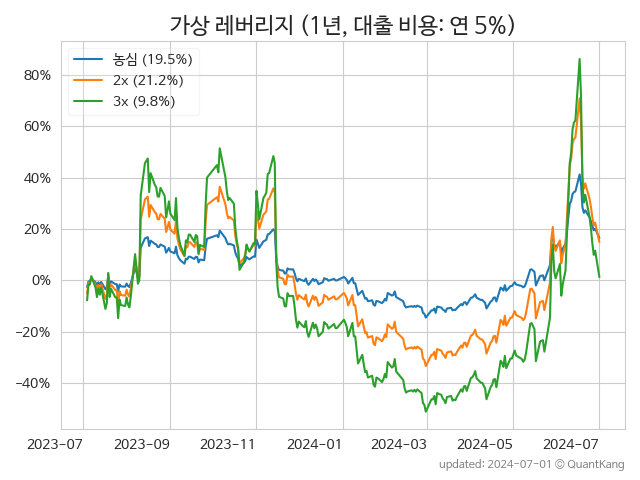 가상 레버리지 (1년, 대출 비용: 연 5%)
농심 (19.5%)
2x (21.2%)
3x (9.8%)
80%
60%
40%
20%
0%
−20%
−40%
2023-07
2023-09
2023-11
2024-01
2024-03
2024-05
2024-07
updated: 2024-07-01 © QuantKang